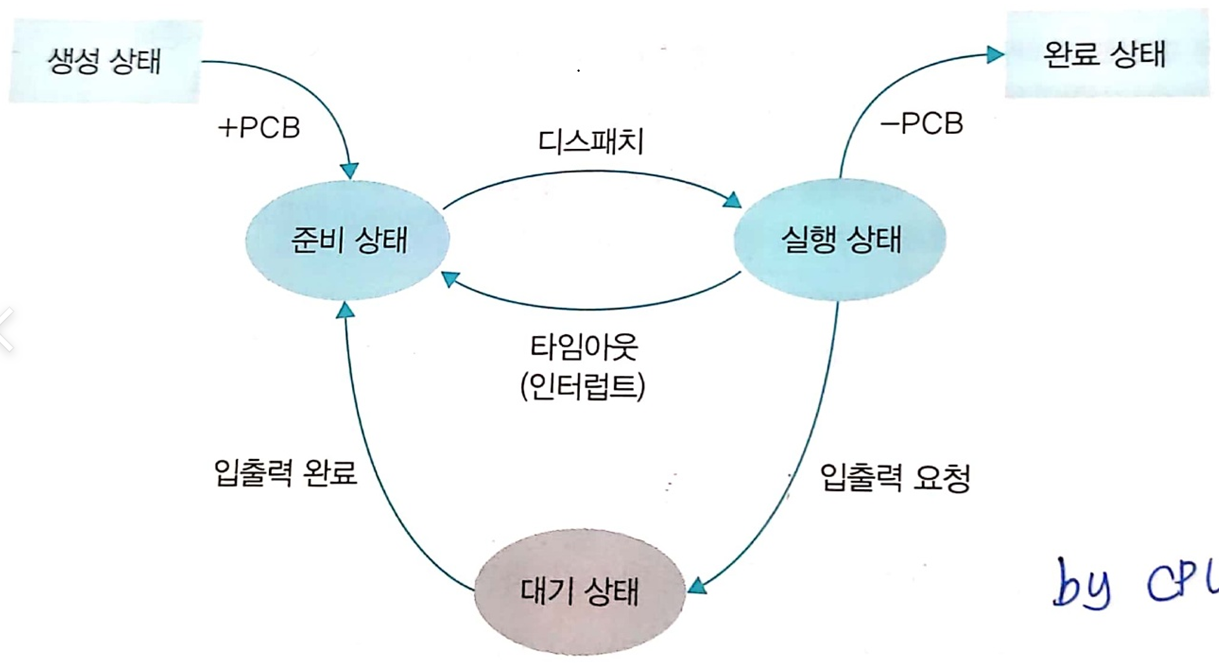 생성 상태
완료 상태
+PCB
−PCB
디스패치
준비 상태
실행 상태
타임아웃
(인터럽트)
입출력 완료
입출력 요청
대기 상태
by